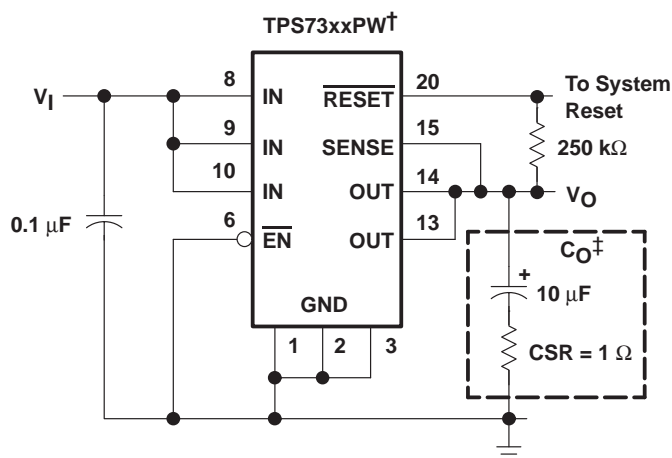 TPS73xxPW†
8
20
VI
IN
RESET
To System
Reset
9
15
IN
SENSE
250 kΩ
10
14
IN
OUT
VO
6
13
0.1 μF
EN
OUT
CO‡
+
10 μF
GND
1
2
3
CSR = 1 Ω